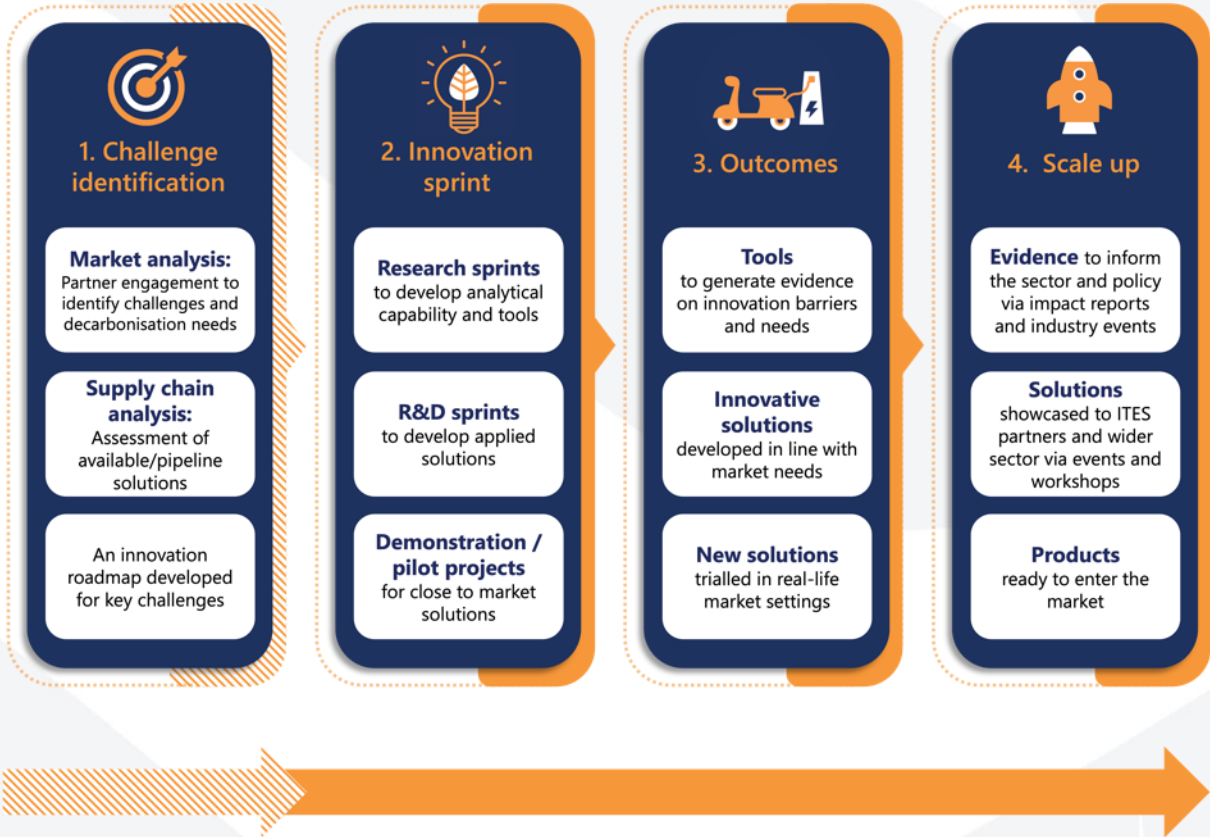 1. Challenge
identification
Market analysis:
Partner engagement to
identify challenges and
decarbonisation needs
Supply chain
analysis:
Assessment of
available/pipeline
solutions
An innovation
roadmap developed
for key challenges
2. Innovation
sprint
Research sprints
to develop analytical
capability and tools
R&D sprints
to develop applied
solutions
Demonstration /
pilot projects
for close to market
solutions
3. Outcomes
Tools
to generate evidence
on innovation barriers
and needs
Innovative
solutions
developed in line with
market needs
New solutions
trialled in real-life
market settings
4. Scale up
Evidence to inform
the sector and policy
via impact reports
and industry events
Solutions
showcased to ITES
partners and wider
sector via events and
workshops
Products
ready to enter the
market